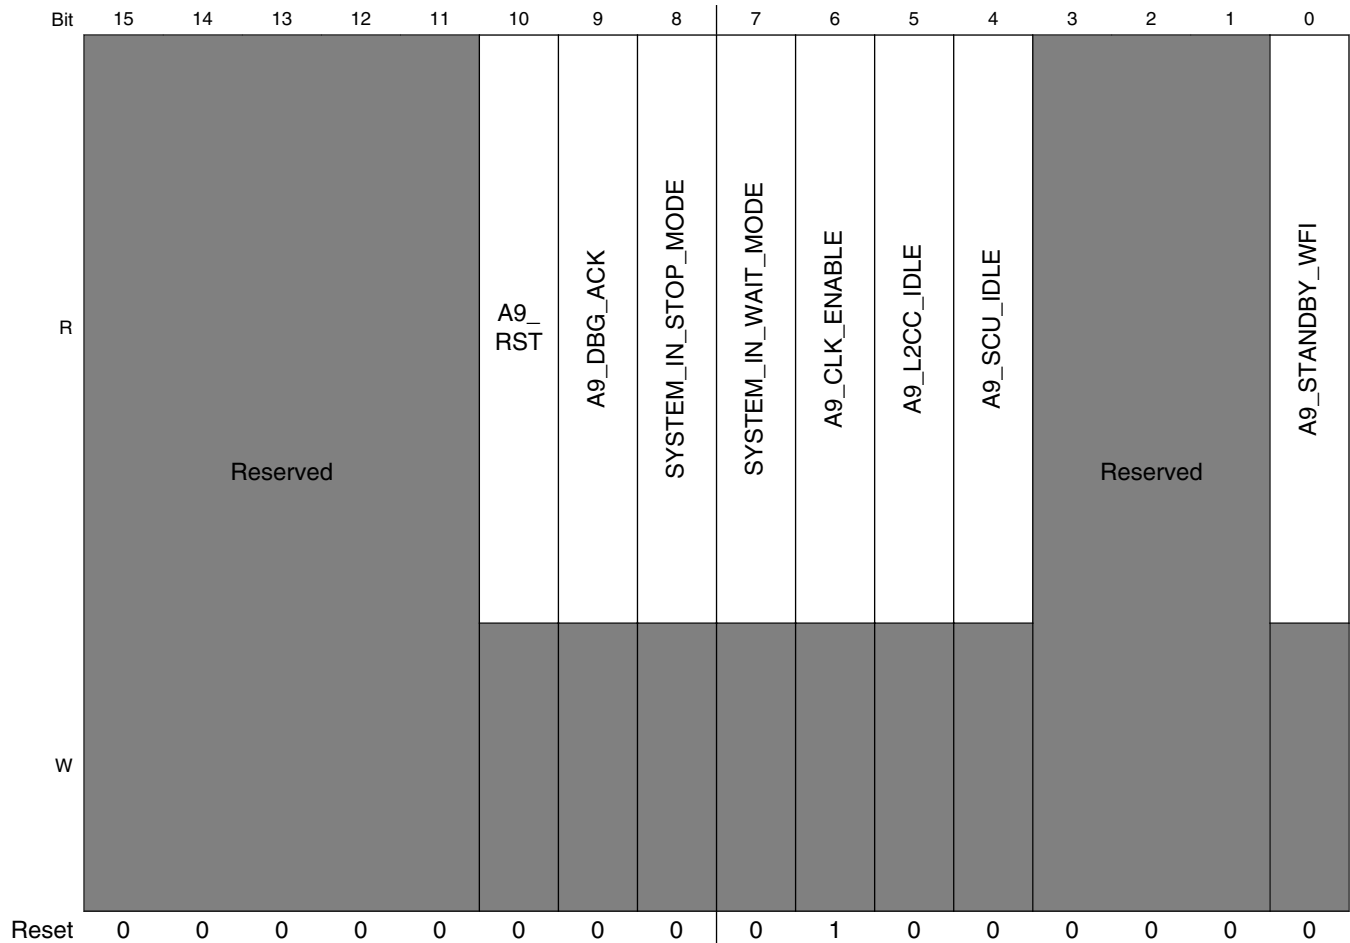 Bit 15 14 13 12 11 10 9 8 7 6 5 4 3 2 1 0
R
Reserved
A9_
RST
A9_DBG_ACK
SYSTEM_IN_STOP_MODE
SYSTEM_IN_WAIT_MODE
A9_CLK_ENABLE
A9_L2CC_IDLE
A9_SCU_IDLE
Reserved
A9_STANDBY_WFI
W
Reset 0 0 0 0 0 0 0 0 0 1 0 0 0 0 0 0